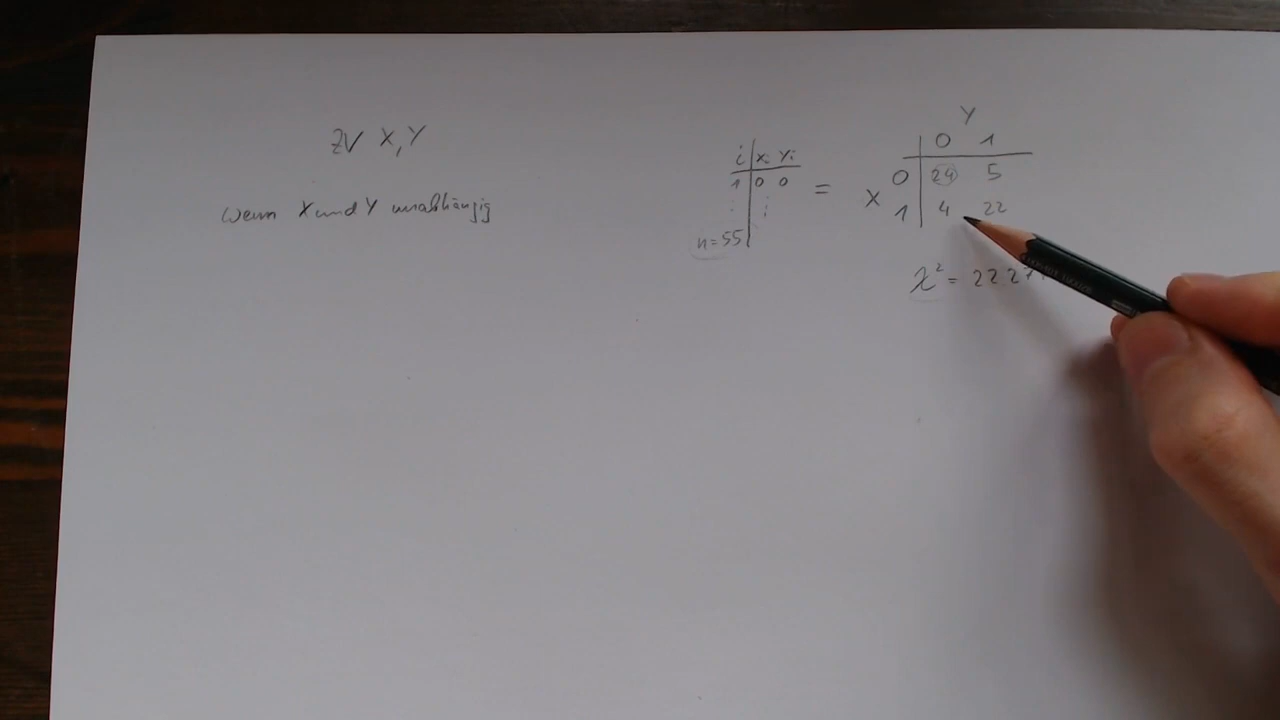 ZV X,Y
Wenn X und Y unabhängig
i xi Yi
1 0 0
n=55
=
Y
0 1
X
0 24 5
1 4 22
χ² = 22.27